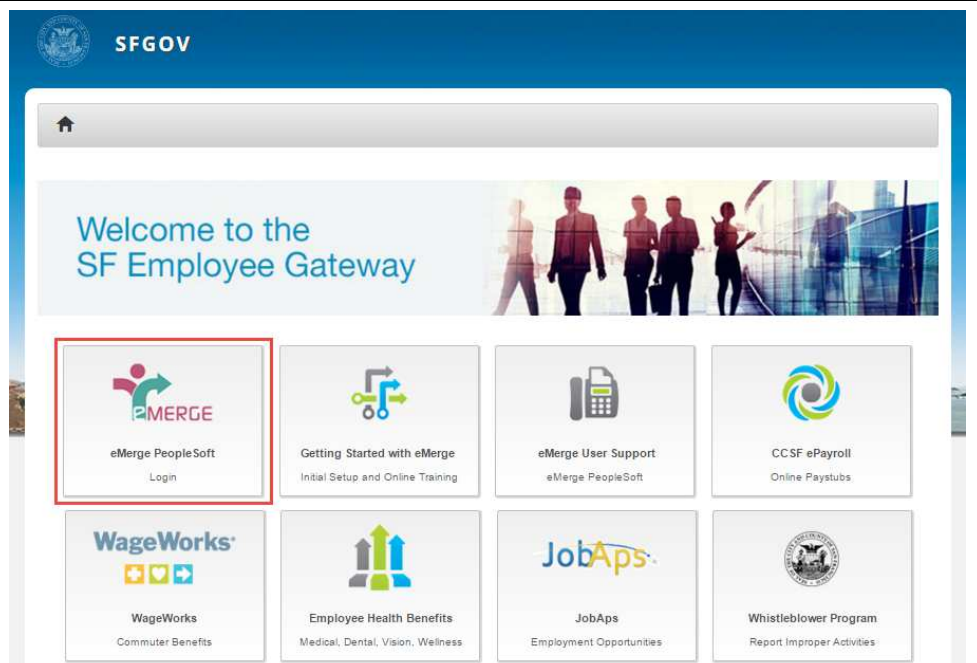 SFGOV
Welcome to the
SF Employee Gateway
eMERGE
eMerge PeopleSoft
Login
Getting Started with eMerge
Initial Setup and Online Training
eMerge User Support
eMerge PeopleSoft
CCSF ePayroll
Online Paystubs
WageWorks
WageWorks
Commuter Benefits
Employee Health Benefits
Medical, Dental, Vision, Wellness
JobAps
JobAps
Employment Opportunities
Whistleblower Program
Report Improper Activities